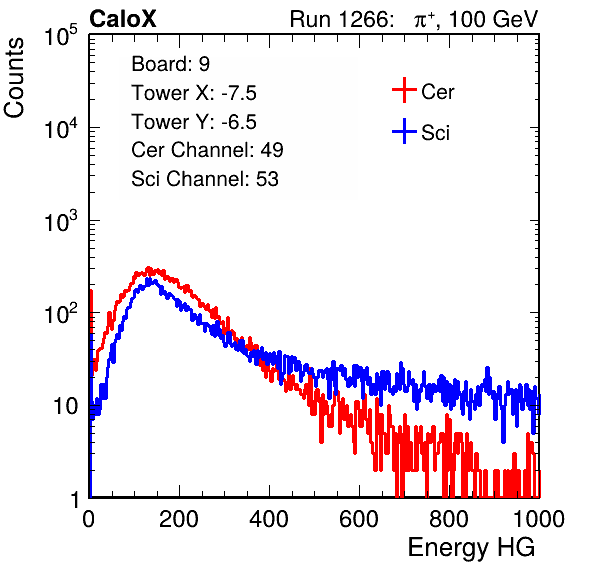 CaloX Run 1266: π⁺, 100 GeV
Counts
10⁵
10⁴
10³
10²
10
1
Board: 9
Tower X: -7.5
Tower Y: -6.5
Cer Channel: 49
Sci Channel: 53
Cer
Sci
0 200 400 600 800 1000
Energy HG